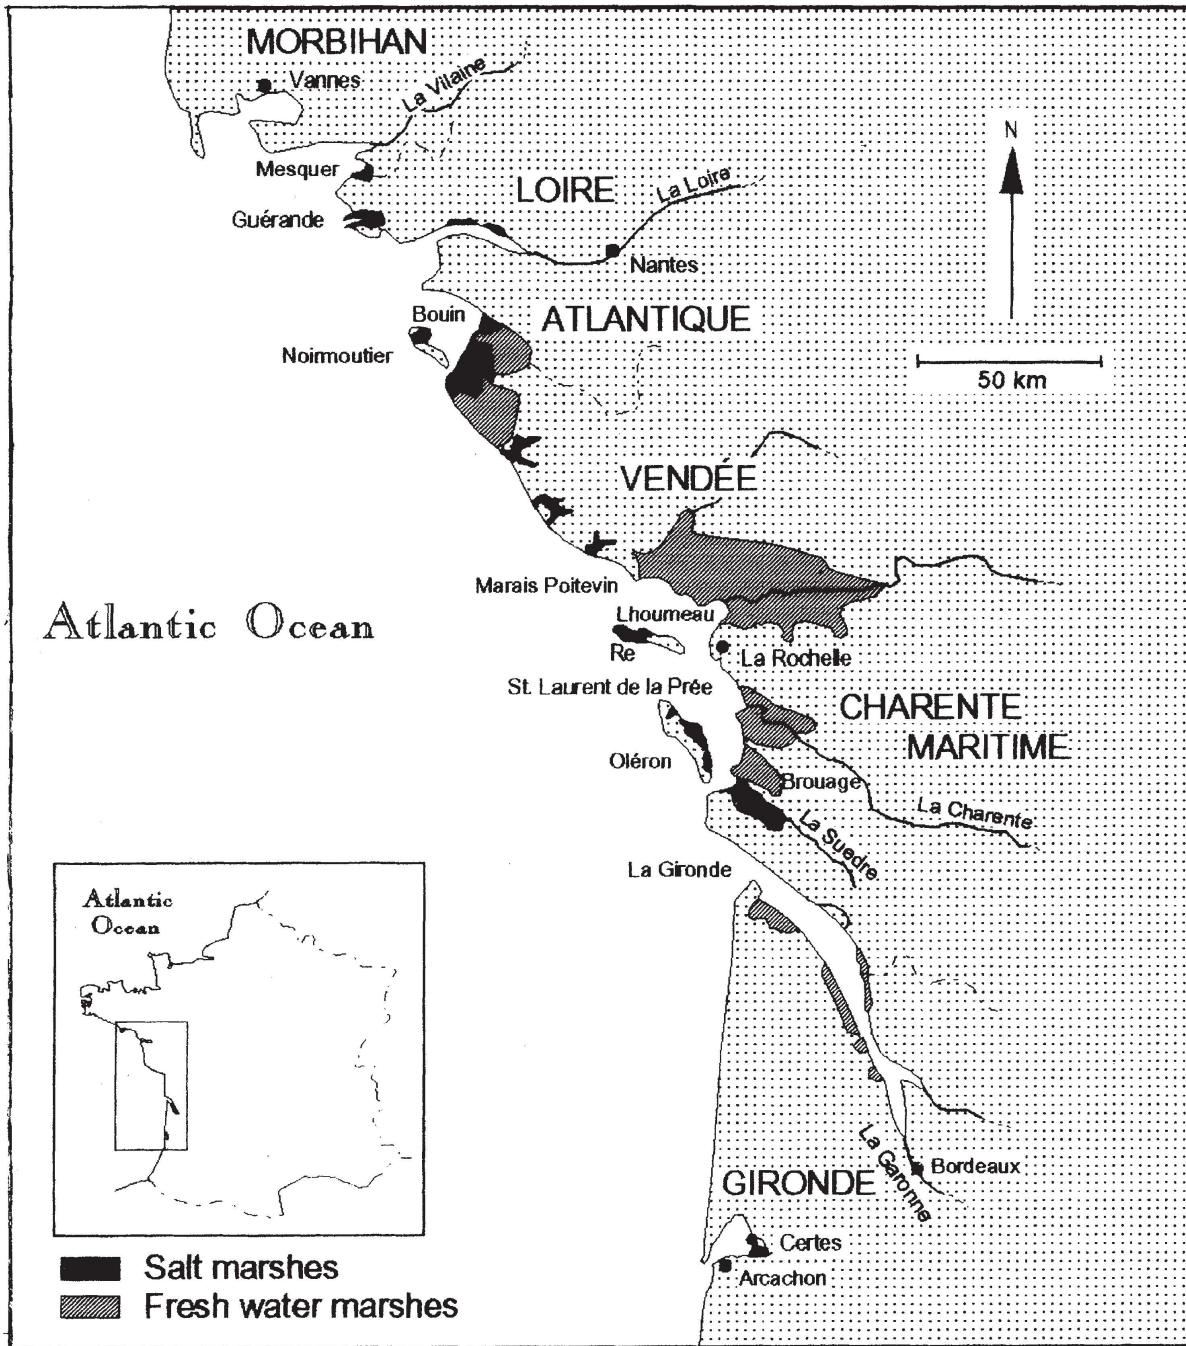 MORBIHAN
Vannes
La Vilaine
Mesquer
LOIRE
La Loire
N
Guérande
Nantes
Bouin
ATLANTIQUE
Noirmoutier
50 km
VENDÉE
Marais Poitevin
Atlantic Ocean
Lhoumeau
Re
La Rochelle
St. Laurent de la Prée
CHARENTE
MARITIME
Oléron
Brouage
La Charente
La Suedre
La Gironde
Atlantic
Ocean
La Garonne
Bordeaux
GIRONDE
Certes
Arcachon
Salt marshes
Fresh water marshes